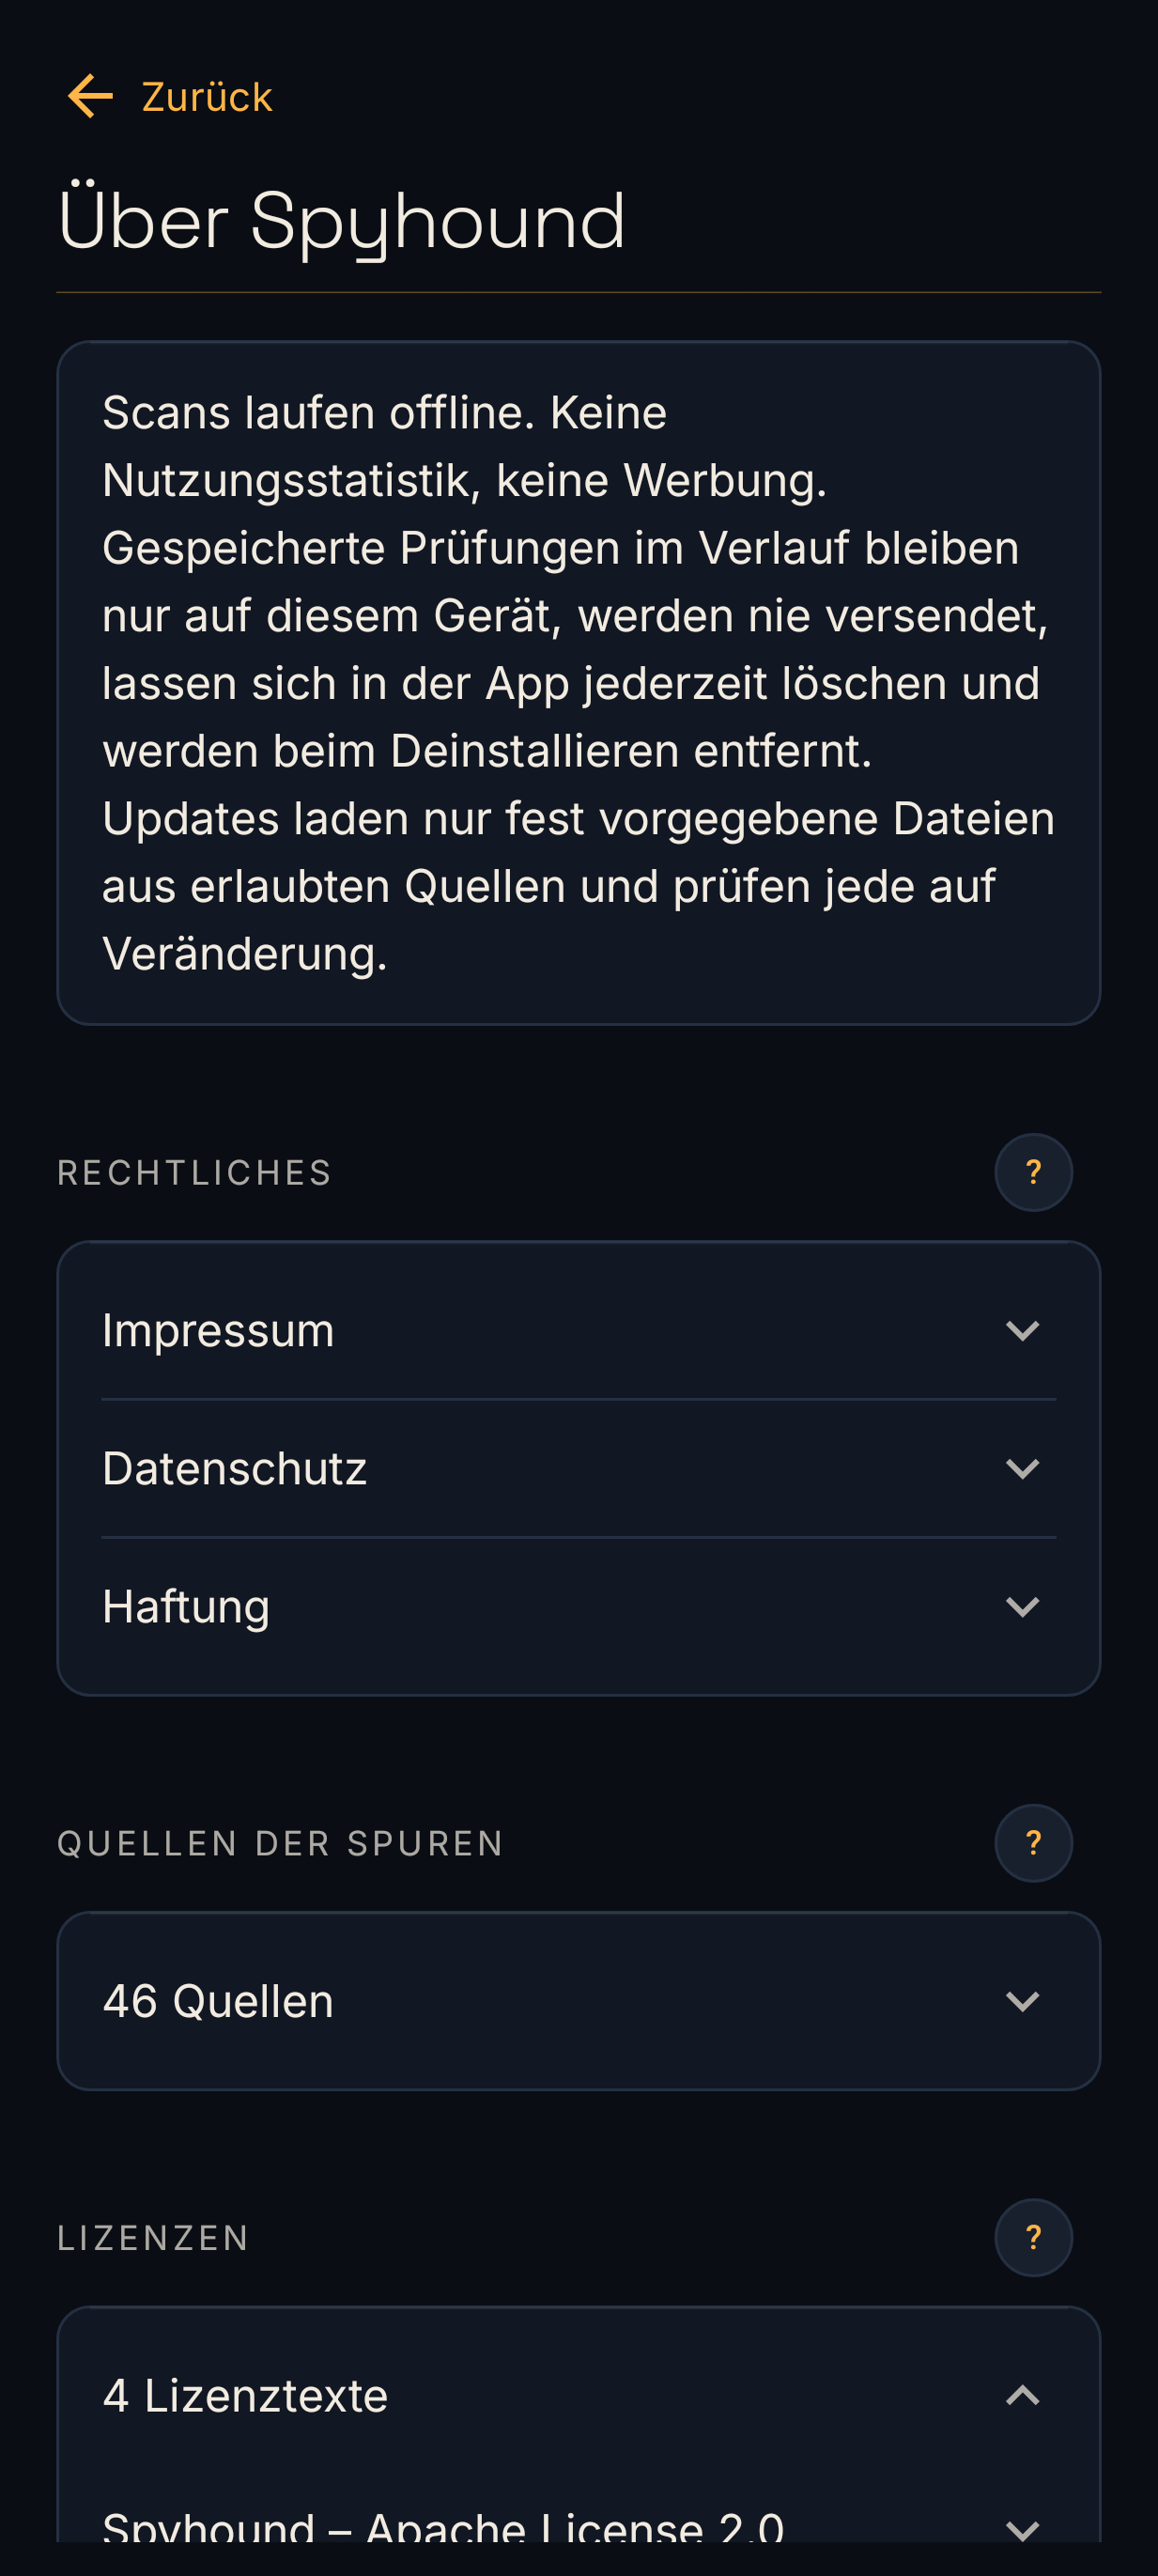 Zurück
Über Spyhound
Scans laufen offline. Keine
Nutzungsstatistik, keine Werbung.
Gespeicherte Prüfungen im Verlauf bleiben
nur auf diesem Gerät, werden nie versendet,
lassen sich in der App jederzeit löschen und
werden beim Deinstallieren entfernt.
Updates laden nur fest vorgegebene Dateien
aus erlaubten Quellen und prüfen jede auf
Veränderung.
RECHTLICHES ?
Impressum
Datenschutz
Haftung
QUELLEN DER SPUREN ?
46 Quellen
LIZENZEN ?
4 Lizenztexte
Spyhound – Apache License 2.0